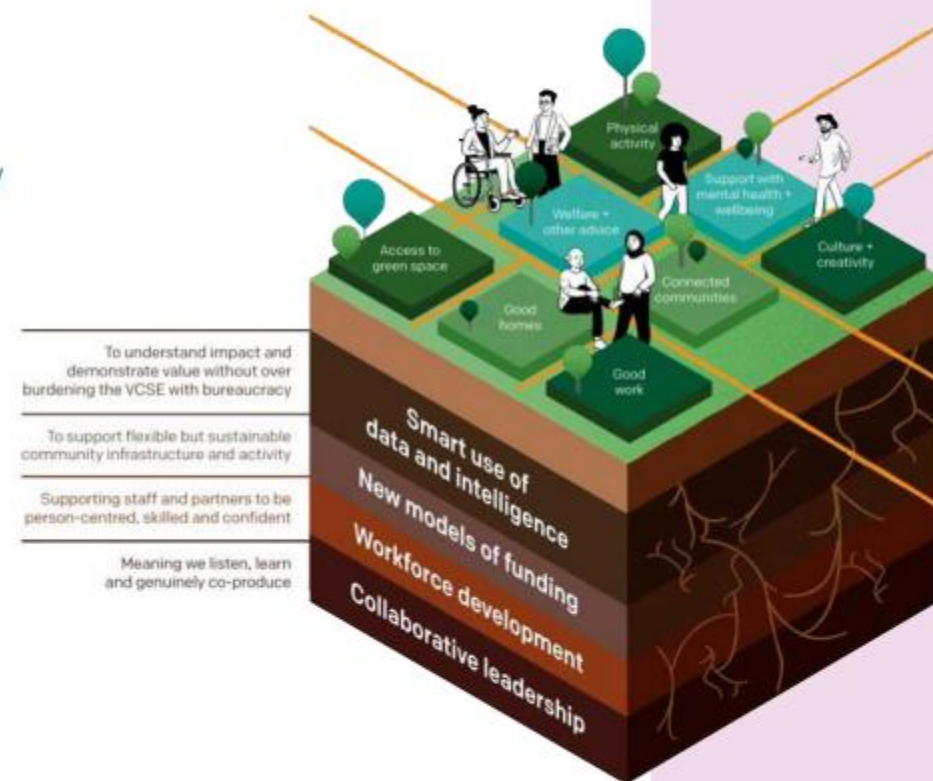 Physical
activity
Support with
mental health +
wellbeing
Welfare +
other advice
Access to
green space
Culture +
creativity
Connected
communities
Good
homes
Good
work
To understand impact and
demonstrate value without over
burdening the VCSE with bureaucracy
To support flexible but sustainable
community infrastructure and activity
Supporting staff and partners to be
person-centred, skilled and confident
Meaning we listen, learn
and genuinely co-produce
Smart use of
data and intelligence
New models of funding
Workforce development
Collaborative leadership